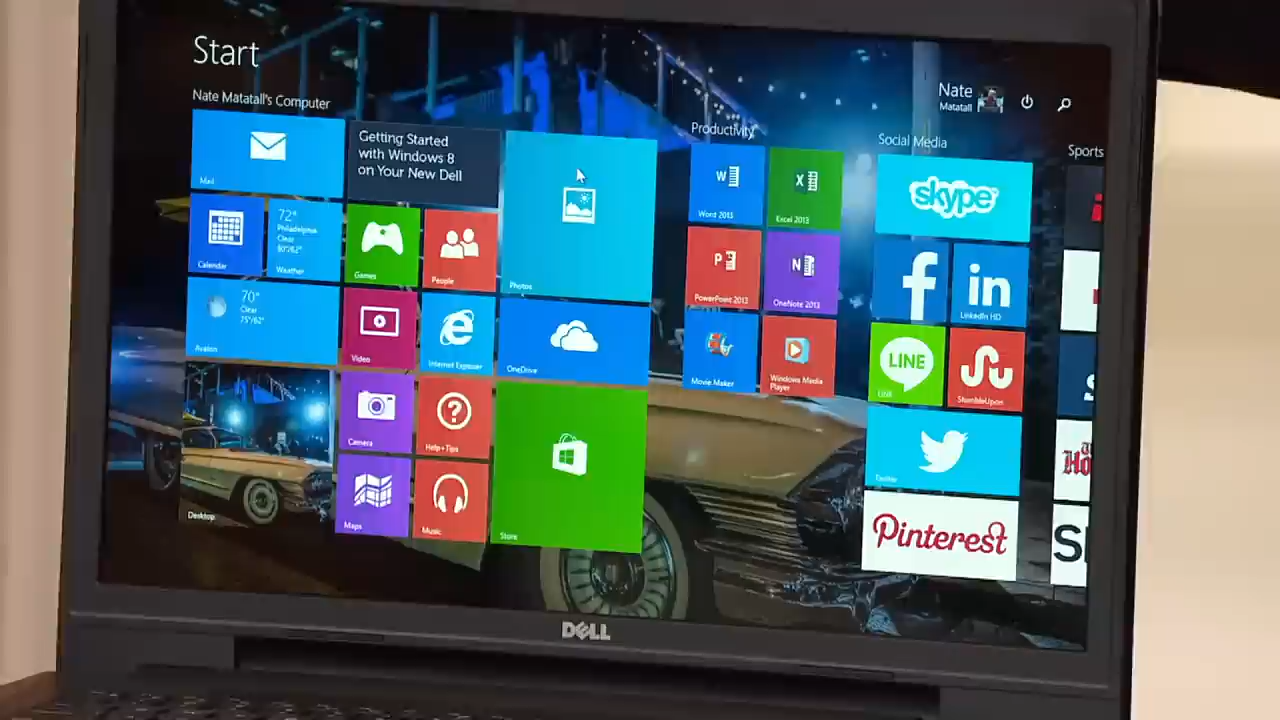 Start
Nate Matatall's Computer
Mail
Getting Started
with Windows 8
on Your New Dell
Calendar
72°
Philadelphia
Clear
Weather
Games
People
Photos
70°
Clear
75°/62°
Avalon
Video
Internet Explorer
OneDrive
Desktop
Camera
Help+Tips
Maps
Music
Store
Productivity
Word 2013
Excel 2013
PowerPoint 2013
OneNote 2013
Movie Maker
Windows Media
Player
Nate
Matatall
Social Media
skype
f
in
LinkedIn HD
LINE
LINE
StumbleUpon
Twitter
Pinterest
Sports
DELL